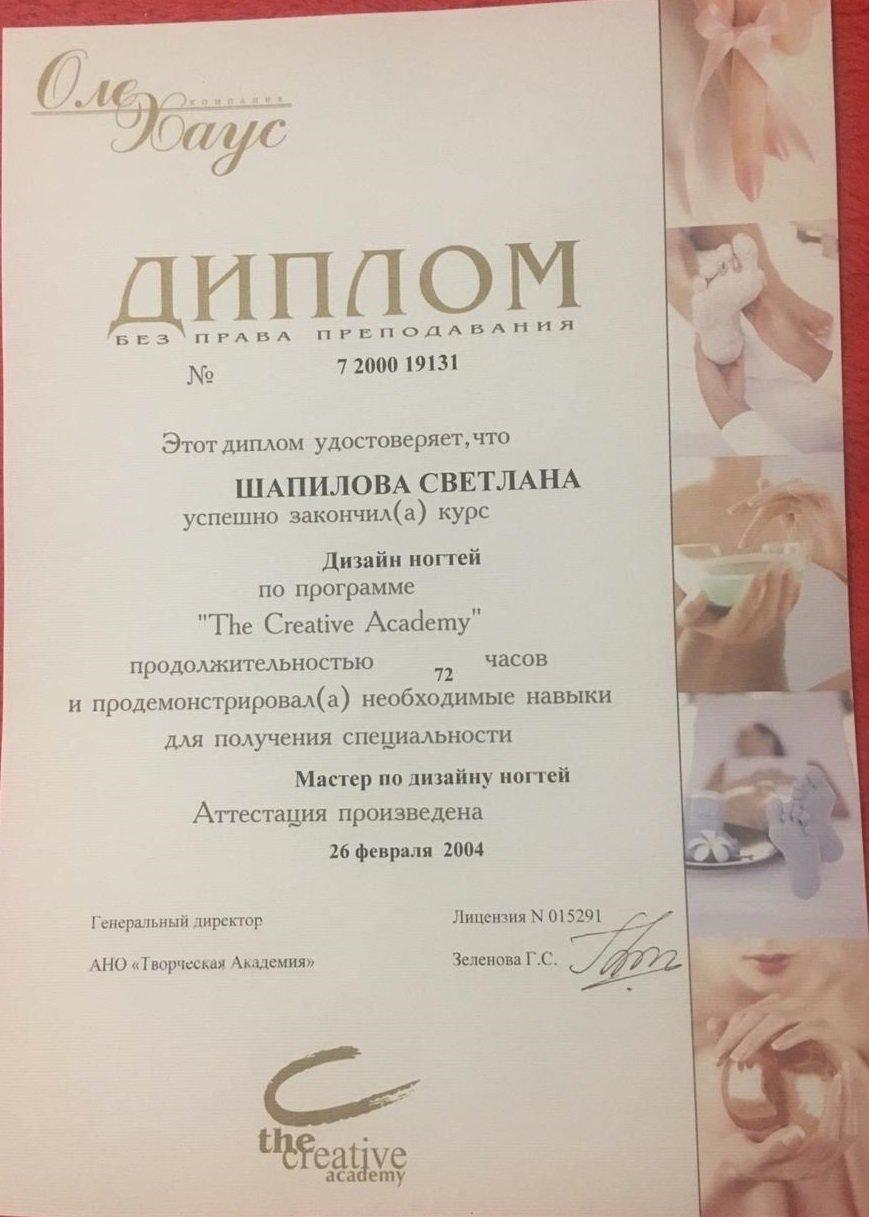 Оле
компания
Хаус
ДИПЛОМ
БЕЗ ПРАВА ПРЕПОДАВАНИЯ
№ 7 2000 19131
Этот диплом удостоверяет, что
ШАПИЛОВА СВЕТЛАНА
успешно закончил(а) курс
Дизайн ногтей
по программе
"The Creative Academy"
продолжительностью 72 часов
и продемонстрировал(а) необходимые навыки
для получения специальности
Мастер по дизайну ногтей
Аттестация произведена
26 февраля 2004
Генеральный директор Лицензия N 015291
АНО «Творческая Академия» Зеленова Г.С.
the
creative
academy